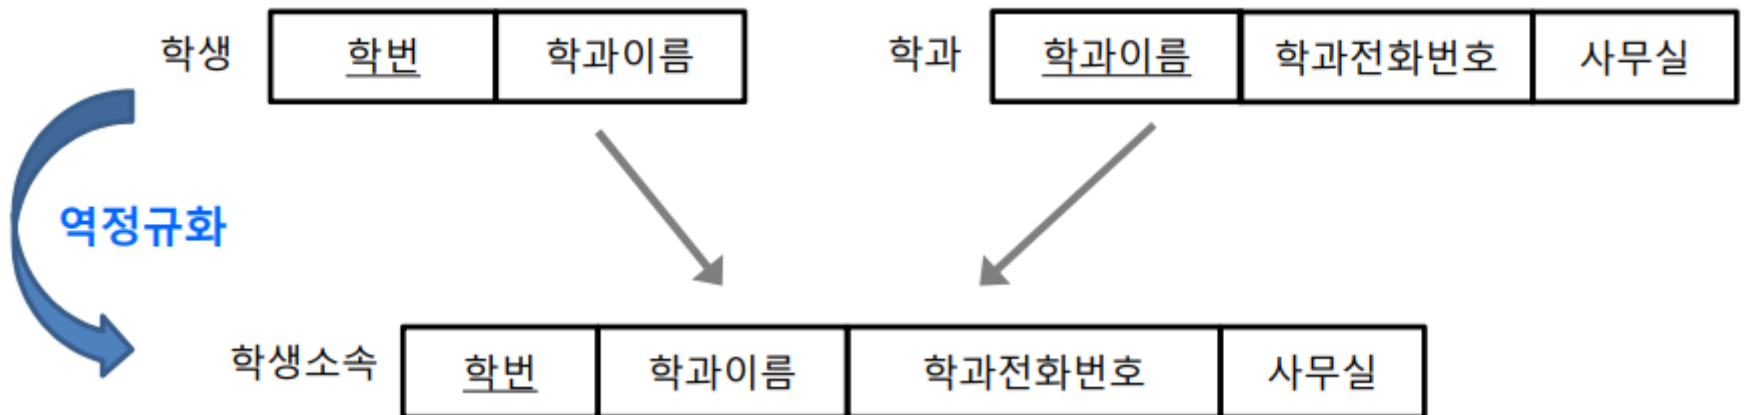 학생 학번 학과이름 학과 학과이름 학과전화번호 사무실
역정규화
학생소속 학번 학과이름 학과전화번호 사무실